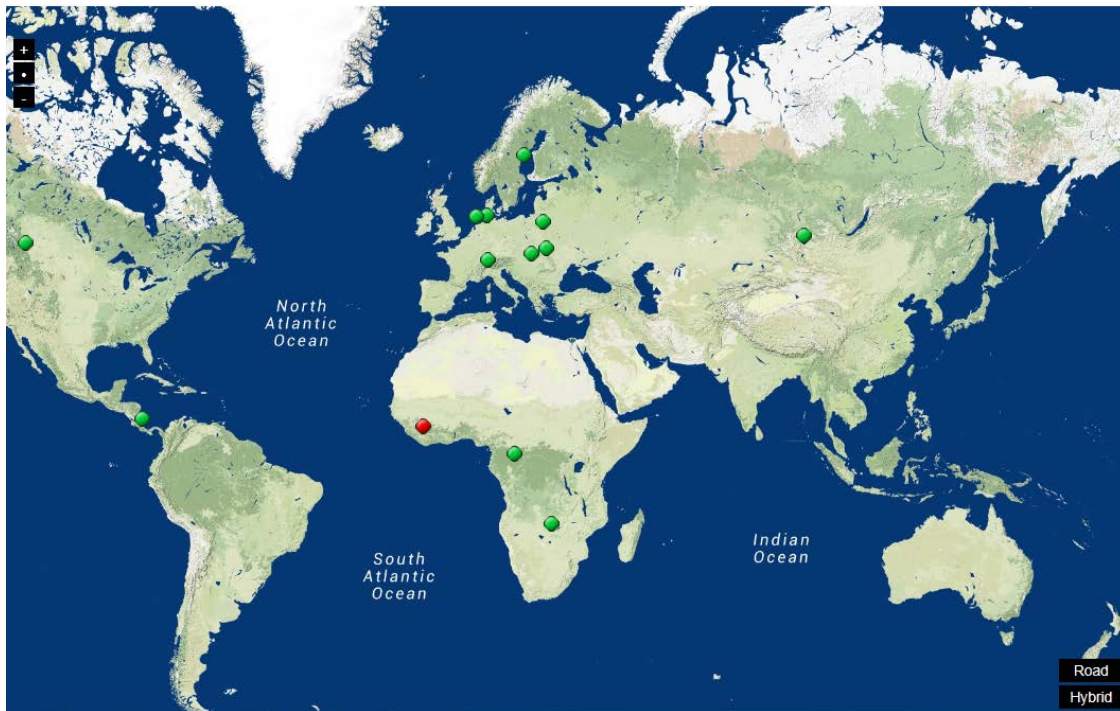 +
•
−
North
Atlantic
Ocean
South
Atlantic
Ocean
Indian
Ocean
Road
Hybrid